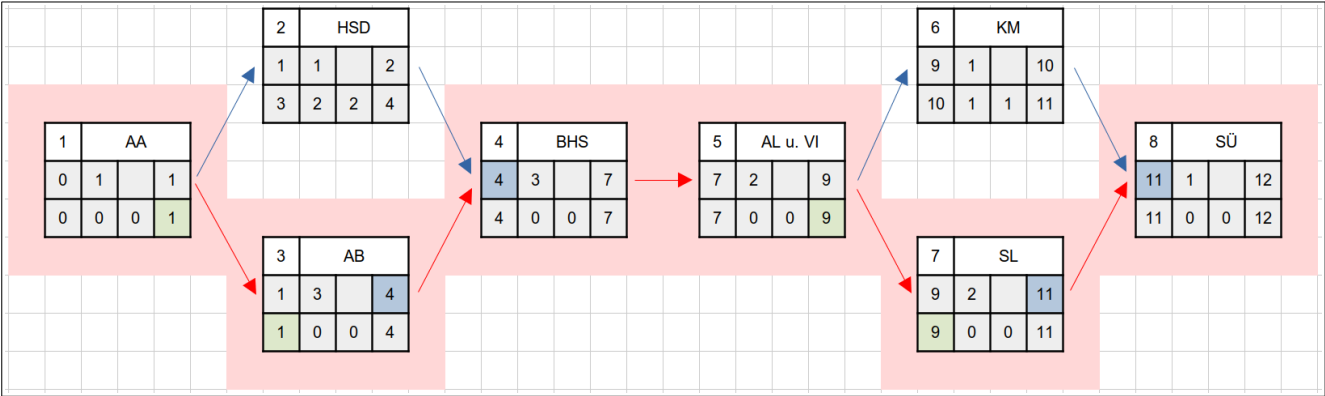 2 HSD
1 1 2
3 2 2 4
6 KM
9 1 10
10 1 1 11
1 AA
0 1 1
0 0 0 1
4 BHS
4 3 7
4 0 0 7
5 AL u. VI
7 2 9
7 0 0 9
8 SÜ
11 1 12
11 0 0 12
3 AB
1 3 4
1 0 0 4
7 SL
9 2 11
9 0 0 11